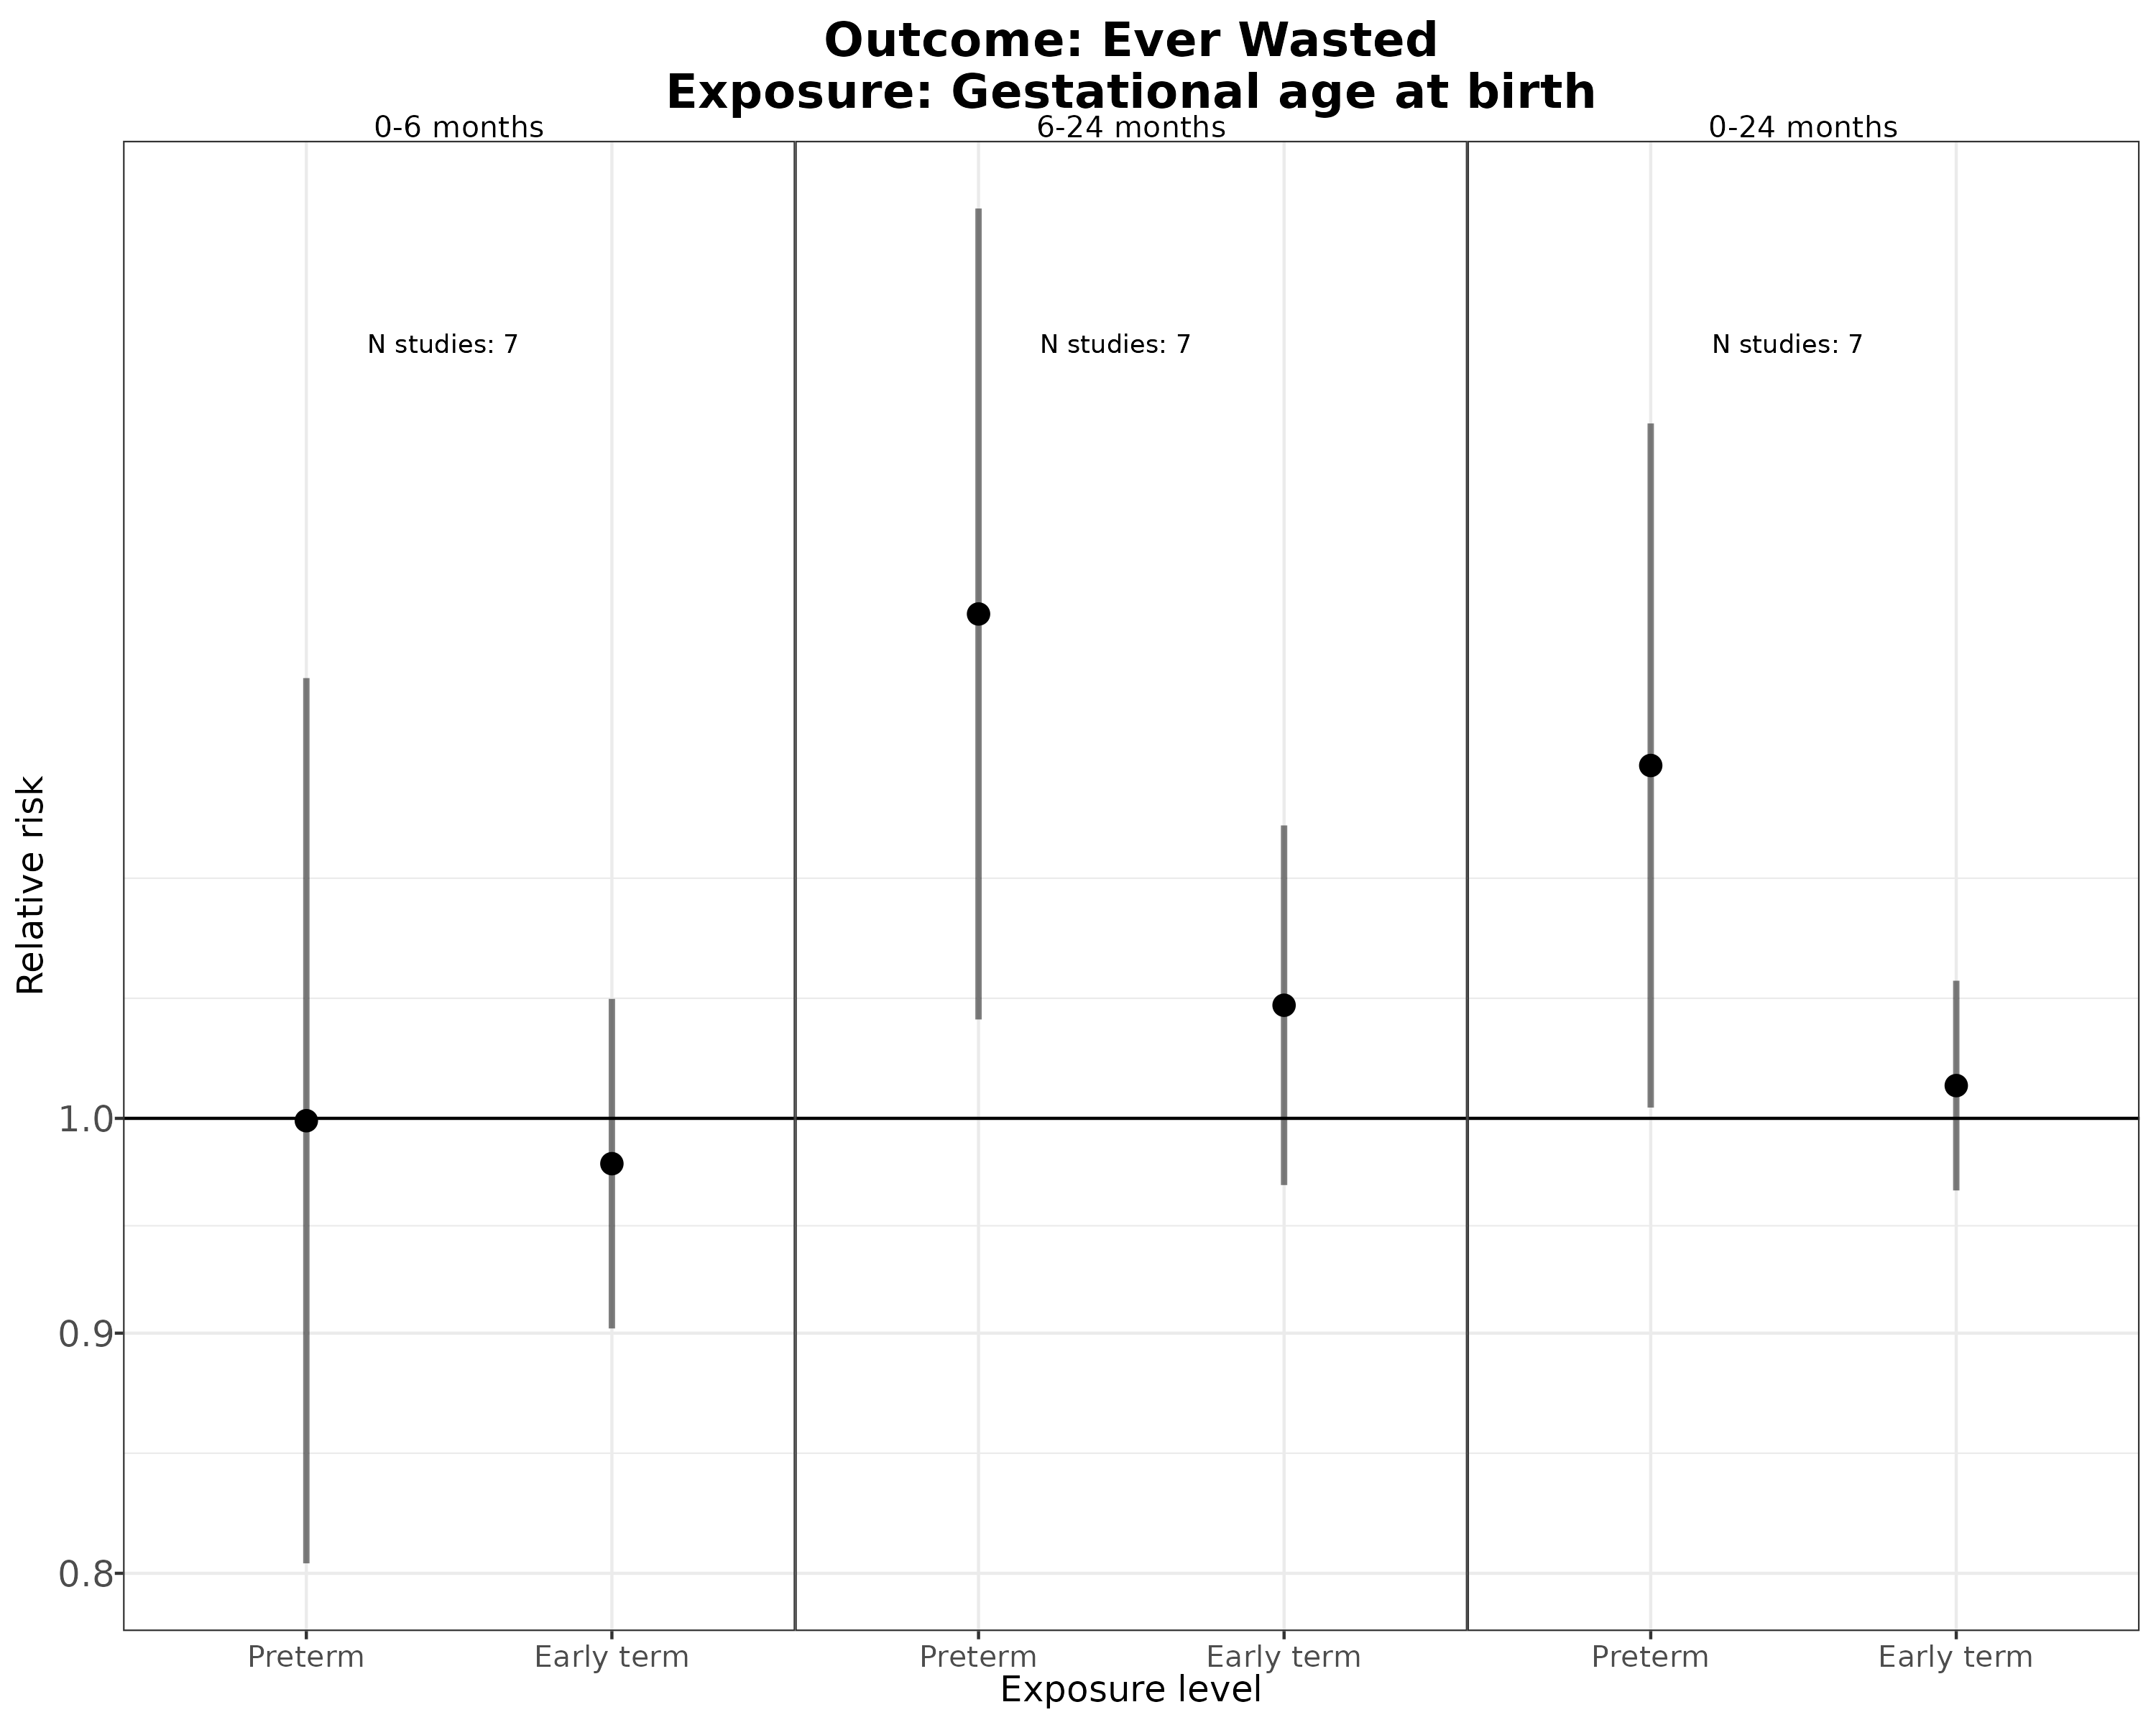 Outcome: Ever Wasted
Exposure: Gestational age at birth
0-6 months
6-24 months
0-24 months
N studies: 7
N studies: 7
N studies: 7
Relative risk
1.0
0.9
0.8
Preterm
Early term
Preterm
Early term
Preterm
Early term
Exposure level